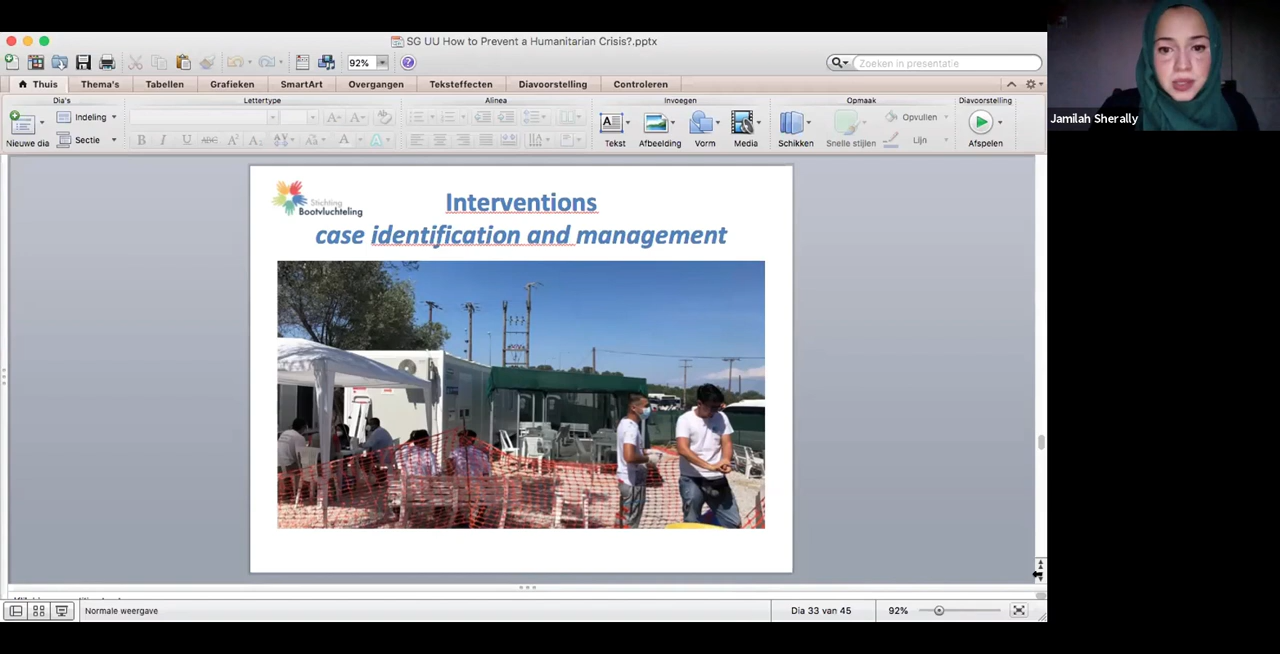 SG UU How to Prevent a Humanitarian Crisis?.pptx
92%
Zoeken in presentatie
Thuis Thema's Tabellen Grafieken SmartArt Overgangen Teksteffecten Diavoorstelling Controleren
Dia's Lettertype Alinea Invoegen Opmaak Diavoorstelling
Indeling
Nieuwe dia
Sectie
B I U ABC A² A₂
Tekst Afbeelding Vorm Media Schikken Snelle stijlen Opvullen Lijn Afspelen
Stichting
Bootvluchteling
Interventions
case identification and management
Normale weergave
Dia 33 van 45
92%
Jamilah Sherally